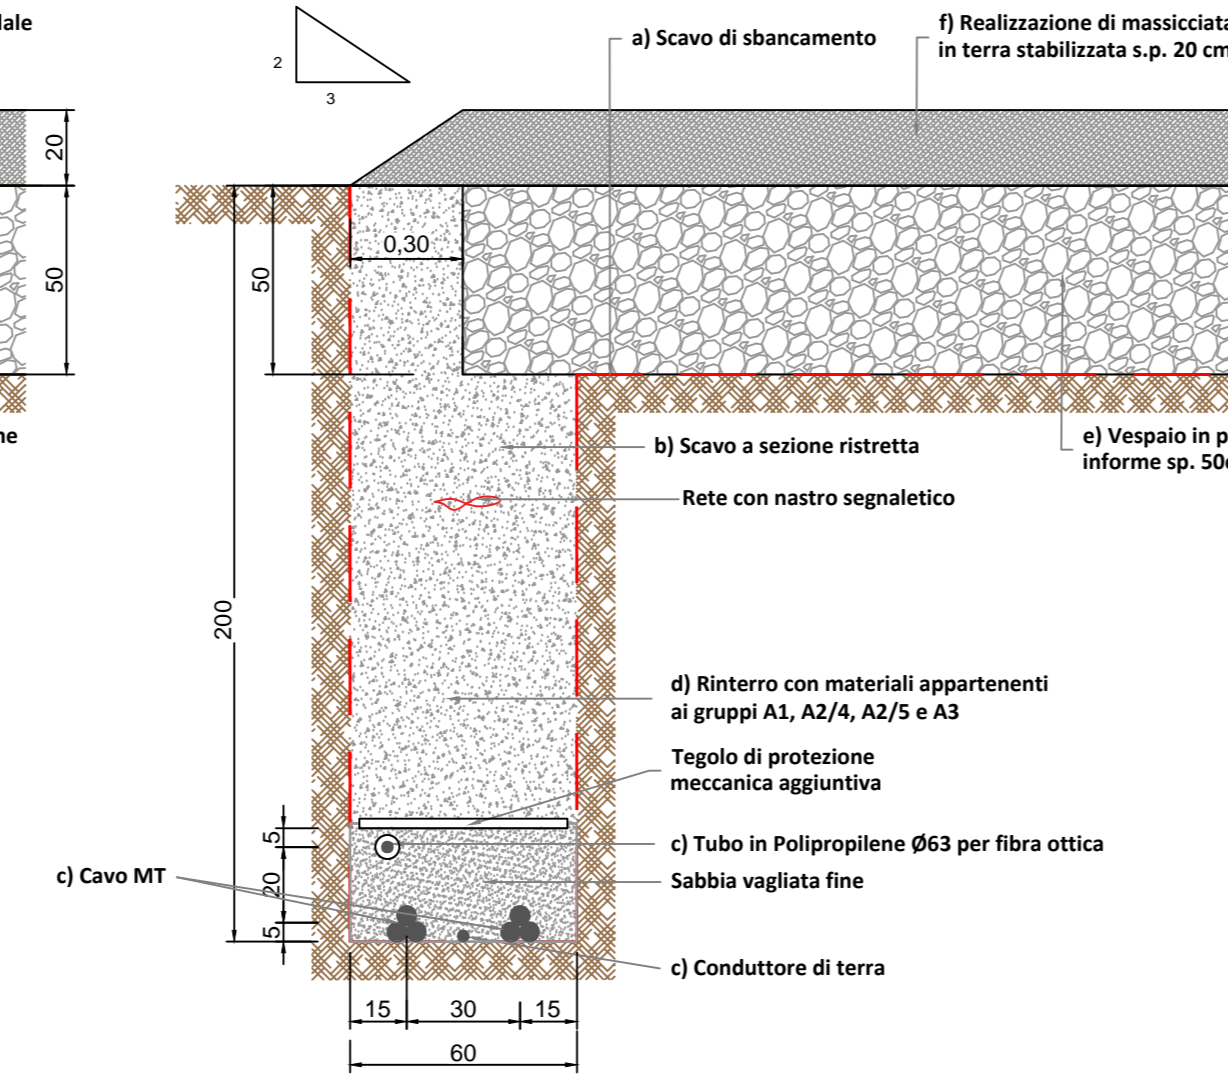 dale
2
3
a) Scavo di sbancamento
f) Realizzazione di massicciata
in terra stabilizzata s.p. 20 cm
20
50
50
0,30
200
ne
b) Scavo a sezione ristretta
e) Vespaio in p
informe sp. 50c
Rete con nastro segnaletico
d) Rinterro con materiali appartenenti
ai gruppi A1, A2/4, A2/5 e A3
Tegolo di protezione
meccanica aggiuntiva
5
c) Tubo in Polipropilene Ø63 per fibra ottica
c) Cavo MT
20
Sabbia vagliata fine
5
c) Conduttore di terra
15
30
15
60